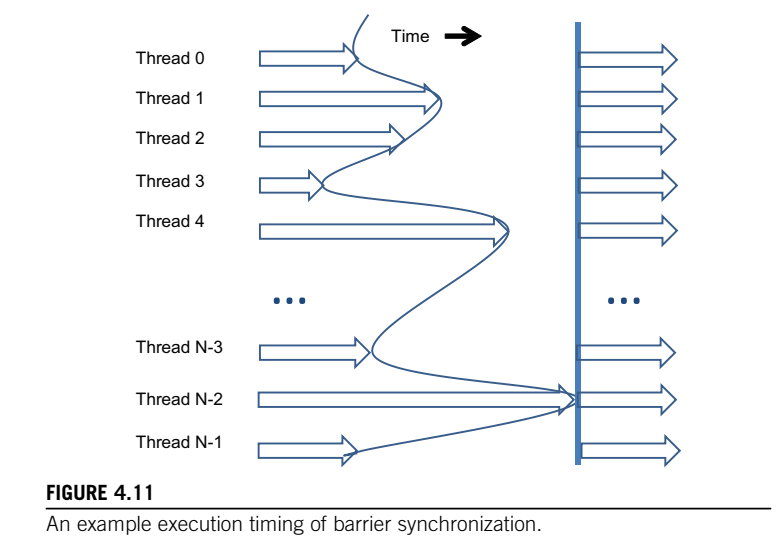 Time
Thread 0
Thread 1
Thread 2
Thread 3
Thread 4
...
...
Thread N-3
Thread N-2
Thread N-1
FIGURE 4.11
An example execution timing of barrier synchronization.